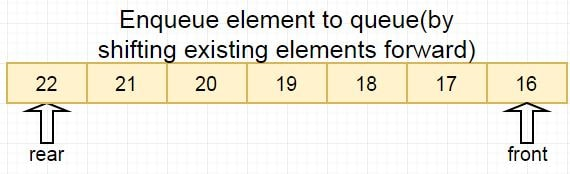 Enqueue element to queue(by
shifting existing elements forward)
22 21 20 19 18 17 16
rear front